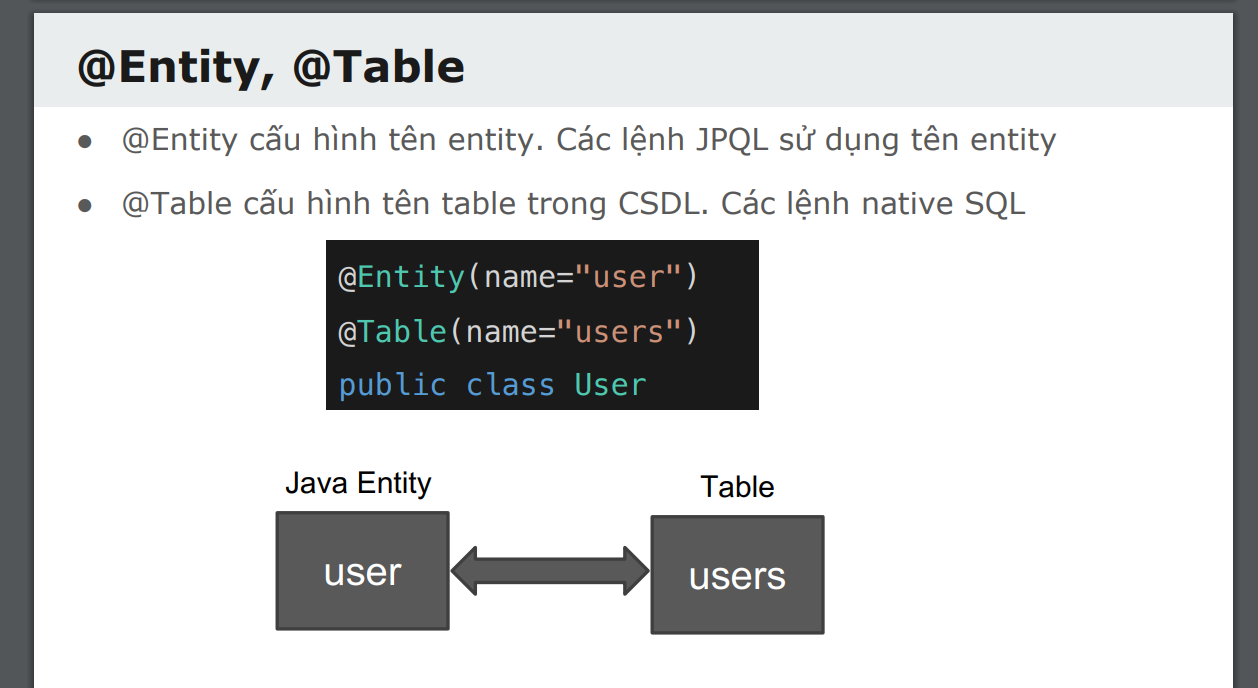 @Entity, @Table
● @Entity cấu hình tên entity. Các lệnh JPQL sử dụng tên entity
● @Table cấu hình tên table trong CSDL. Các lệnh native SQL
@Entity(name="user")
@Table(name="users")
public class User
Java Entity
Table
user
users